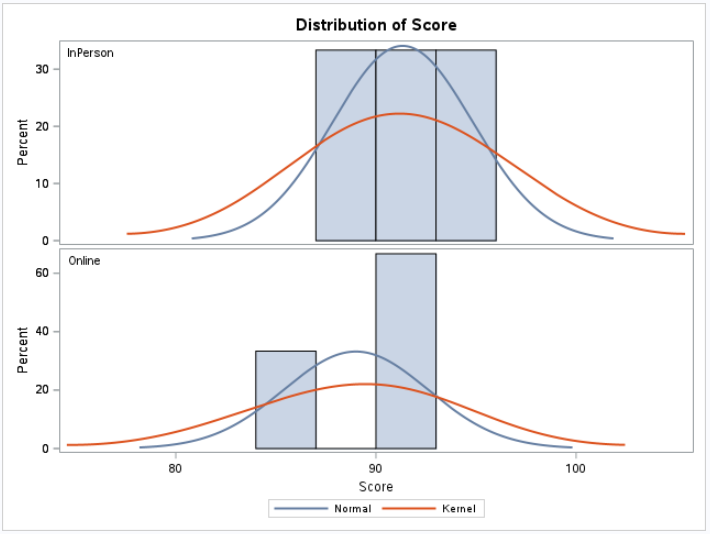 Distribution of Score
InPerson
30
20
10
0
Percent
Online
60
40
20
0
Percent
80 90 100
Score
Normal Kernel